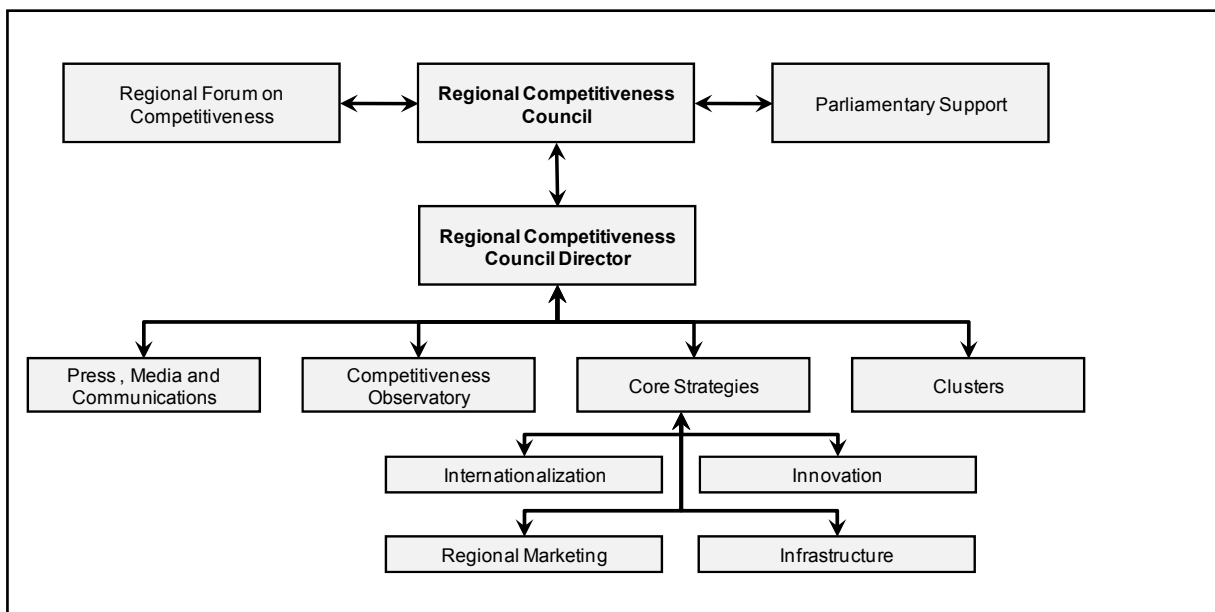 Regional Forum on
Competitiveness
Regional Competitiveness
Council
Parliamentary Support
Regional Competitiveness
Council Director
Press , Media and
Communications
Competitiveness
Observatory
Core Strategies
Clusters
Internationalization
Innovation
Regional Marketing
Infrastructure